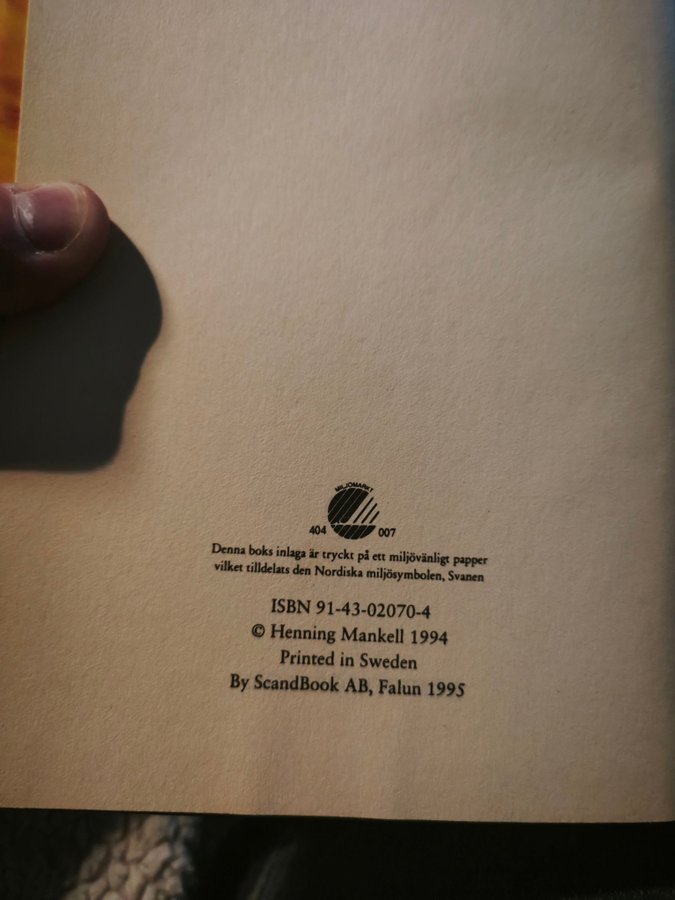 MILJÖMÄRKT
404 007
Denna boks inlaga är tryckt på ett miljövänligt papper
vilket tilldelats den Nordiska miljösymbolen, Svanen
ISBN 91-43-02070-4
© Henning Mankell 1994
Printed in Sweden
By ScandBook AB, Falun 1995